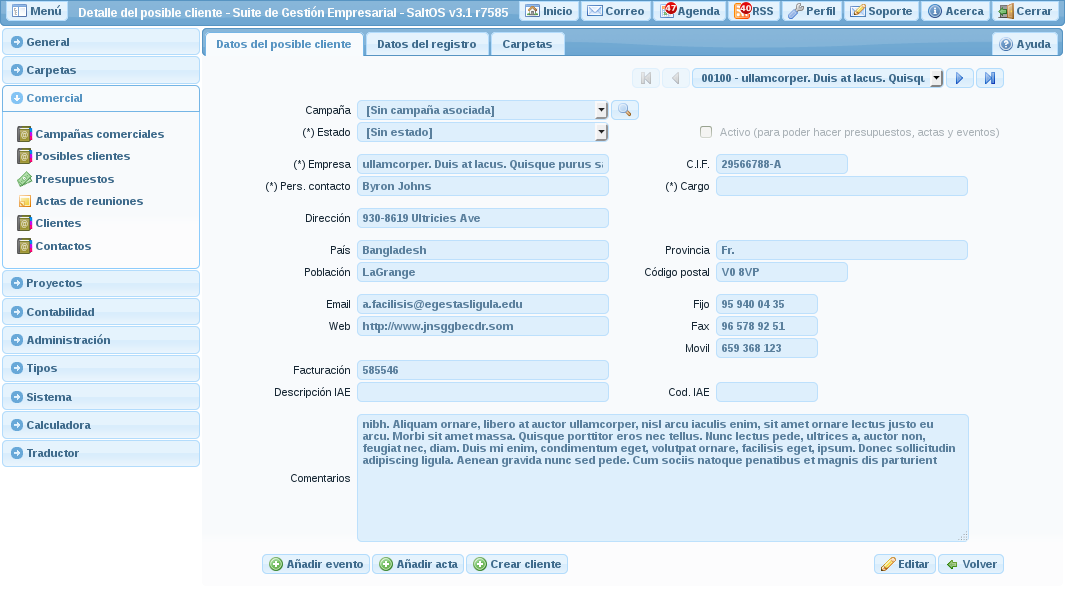 Menú Detalle del posible cliente - Suite de Gestión Empresarial - SaltOS v3.1 r7585 Inicio Correo 47 Agenda 40 RSS Perfil Soporte Acerca Cerrar
General
Carpetas
Comercial
Campañas comerciales
Posibles clientes
Presupuestos
Actas de reuniones
Clientes
Contactos
Proyectos
Contabilidad
Administración
Tipos
Sistema
Calculadora
Traductor
Datos del posible cliente Datos del registro Carpetas Ayuda
00100 - ullamcorper. Duis at lacus. Quisqu
Campaña [Sin campaña asociada]
(*) Estado [Sin estado] Activo (para poder hacer presupuestos, actas y eventos)
(*) Empresa ullamcorper. Duis at lacus. Quisque purus sa C.I.F. 29566788-A
(*) Pers. contacto Byron Johns (*) Cargo
Dirección 930-8619 Ultricies Ave
País Bangladesh Provincia Fr.
Población LaGrange Código postal V0 8VP
Email a.facilisis@egestasligula.edu Fijo 95 940 04 35
Web http://www.jnsggbecdr.som Fax 96 578 92 51
Movil 659 368 123
Facturación 585546
Descripción IAE Cod. IAE
Comentarios
nibh. Aliquam ornare, libero at auctor ullamcorper, nisl arcu iaculis enim, sit amet ornare lectus justo eu
arcu. Morbi sit amet massa. Quisque porttitor eros nec tellus. Nunc lectus pede, ultrices a, auctor non,
feugiat nec, diam. Duis mi enim, condimentum eget, volutpat ornare, facilisis eget, ipsum. Donec sollicitudin
adipiscing ligula. Aenean gravida nunc sed pede. Cum sociis natoque penatibus et magnis dis parturient
Añadir evento Añadir acta Crear cliente Editar Volver